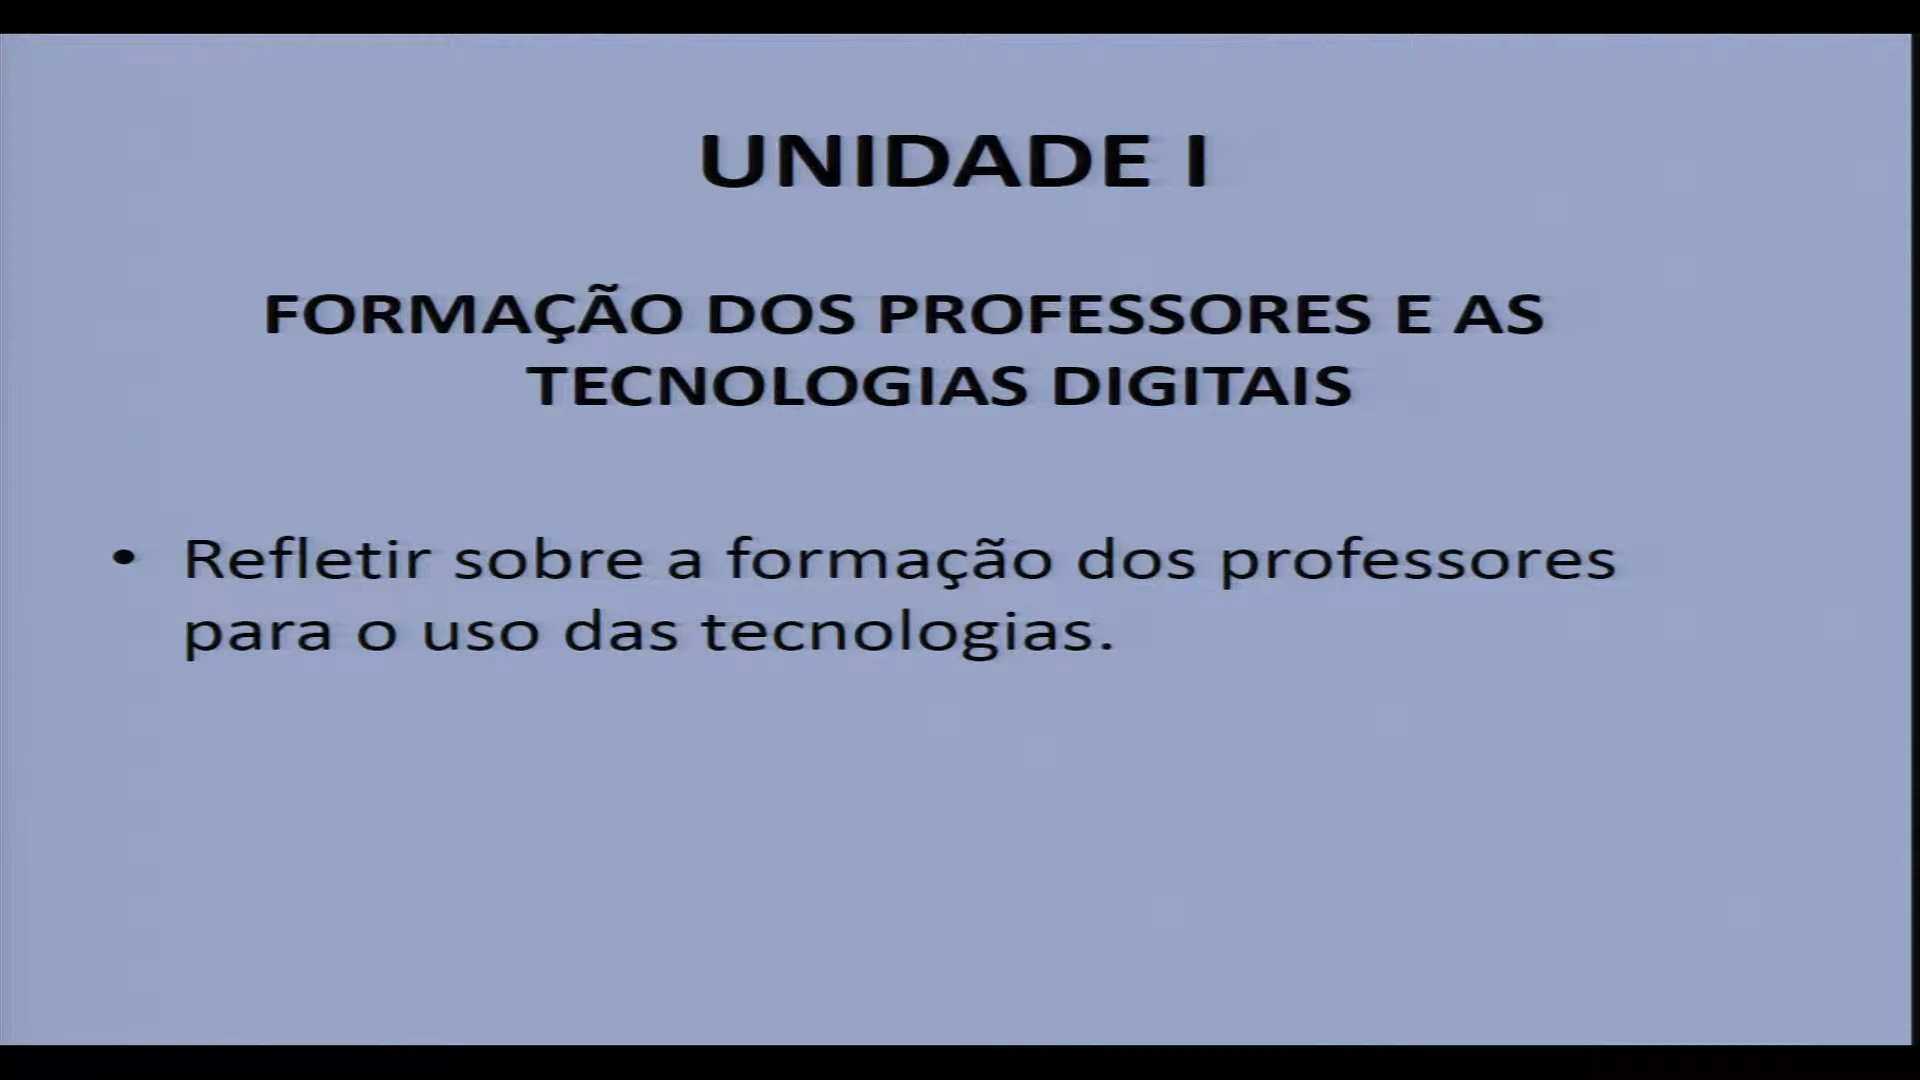 UNIDADE I
FORMAÇÃO DOS PROFESSORES E AS
TECNOLOGIAS DIGITAIS
• Refletir sobre a formação dos professores
para o uso das tecnologias.